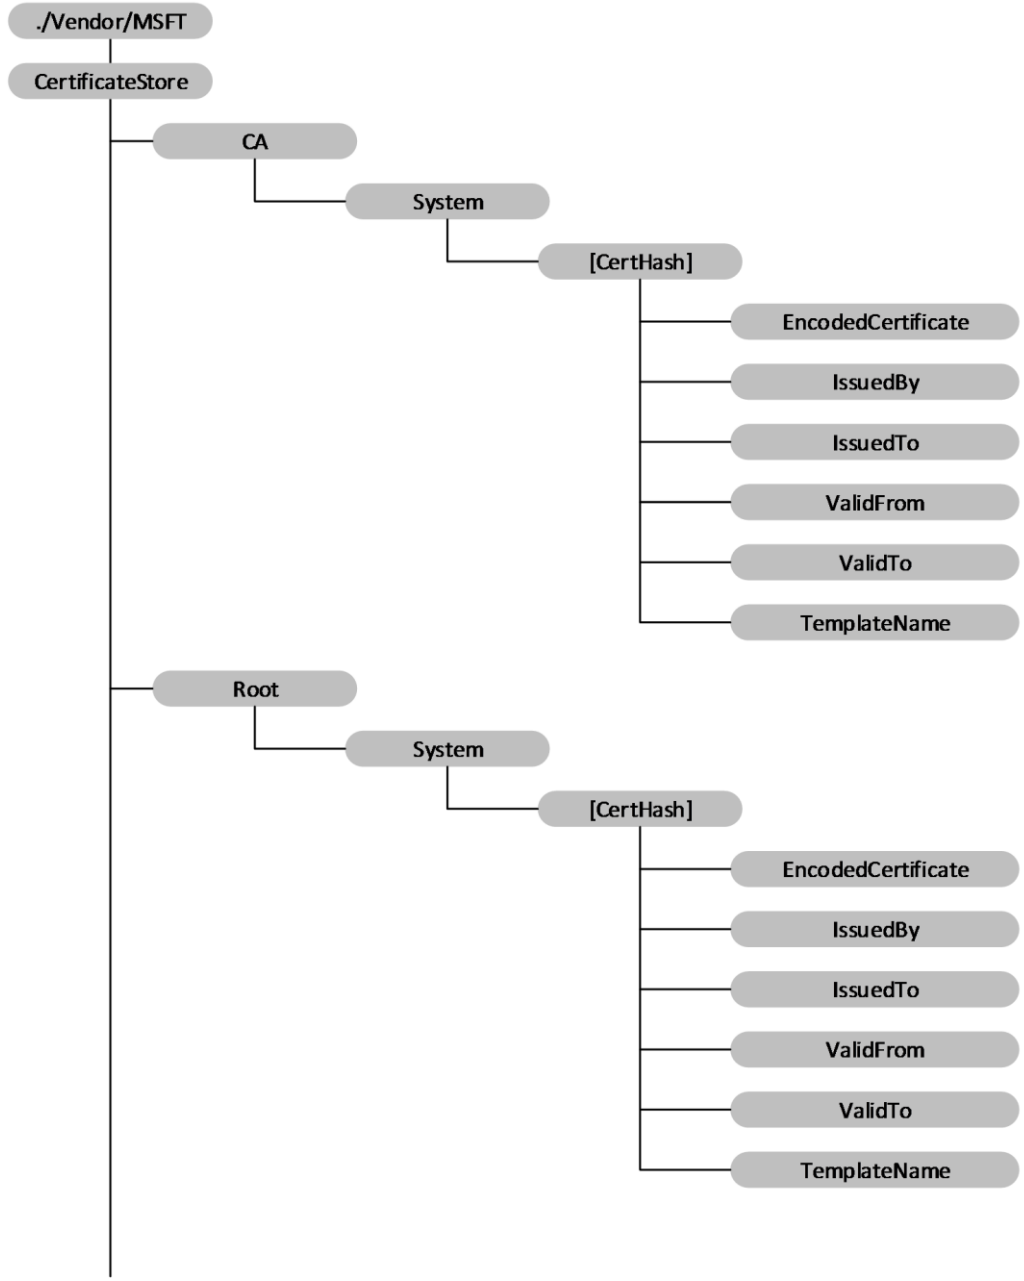 ./Vendor/MSFT
CertificateStore
CA
System
[CertHash]
EncodedCertificate
IssuedBy
IssuedTo
ValidFrom
ValidTo
TemplateName
Root
System
[CertHash]
EncodedCertificate
IssuedBy
IssuedTo
ValidFrom
ValidTo
TemplateName